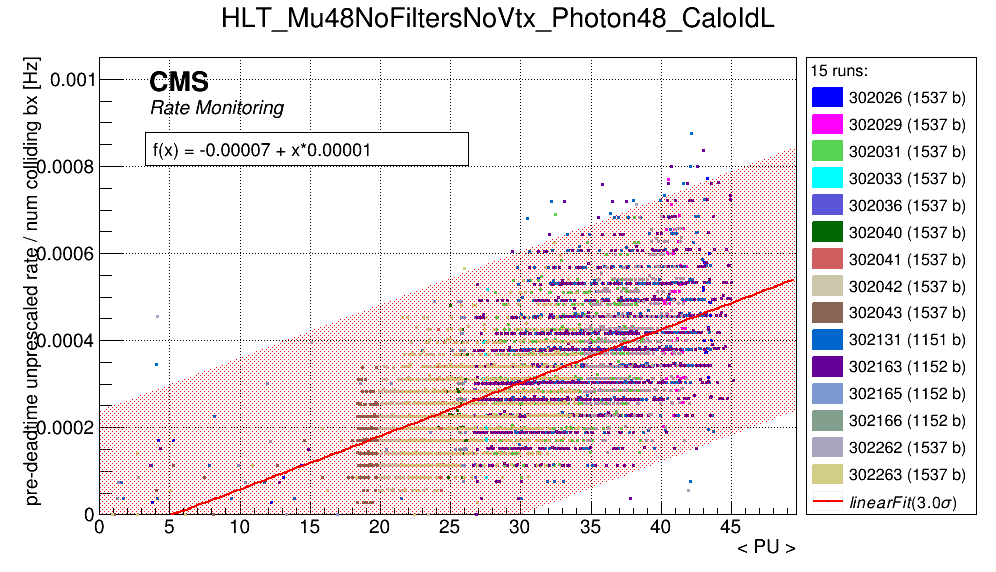 HLT_Mu48NoFiltersNoVtx_Photon48_CaloIdL
pre-deadtime unprescaled rate / num colliding bx [Hz]
0.001
0.0008
0.0006
0.0004
0.0002
0
CMS
Rate Monitoring
f(x) = -0.00007 + x*0.00001
0 5 10 15 20 25 30 35 40 45
< PU >
15 runs:
302026 (1537 b)
302029 (1537 b)
302031 (1537 b)
302033 (1537 b)
302036 (1537 b)
302040 (1537 b)
302041 (1537 b)
302042 (1537 b)
302043 (1537 b)
302131 (1151 b)
302163 (1152 b)
302165 (1152 b)
302166 (1152 b)
302262 (1537 b)
302263 (1537 b)
linearFit(3.0σ)